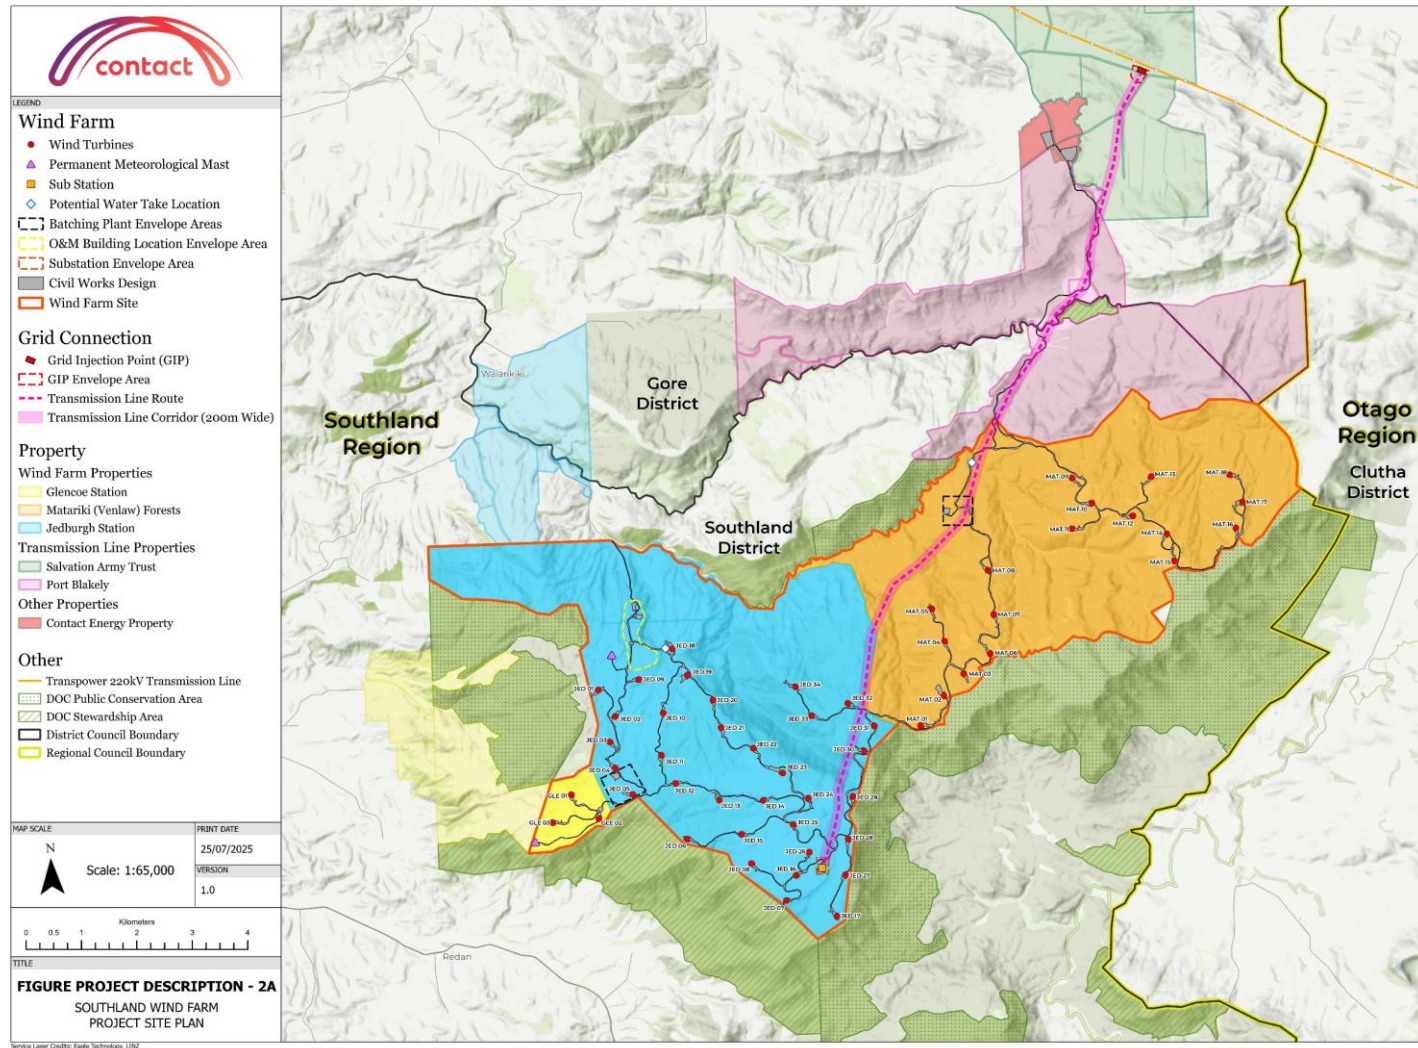 contact
LEGEND
Wind Farm
Wind Turbines
Permanent Meteorological Mast
Sub Station
Potential Water Take Location
Batching Plant Envelope Areas
O&M Building Location Envelope Area
Substation Envelope Area
Civil Works Design
Wind Farm Site
Grid Connection
Grid Injection Point (GIP)
GIP Envelope Area
Transmission Line Route
Transmission Line Corridor (200m Wide)
Property
Wind Farm Properties
Glencoe Station
Matariki (Venlaw) Forests
Jedburgh Station
Transmission Line Properties
Salvation Army Trust
Port Blakely
Other Properties
Contact Energy Property
Other
Transpower 220kV Transmission Line
DOC Public Conservation Area
DOC Stewardship Area
District Council Boundary
Regional Council Boundary
MAP SCALE
N
Scale: 1:65,000
PRINT DATE
25/07/2025
VERSION
1.0
Kilometers
0 0.5 1 2 3 4
TITLE
FIGURE PROJECT DESCRIPTION - 2A
SOUTHLAND WIND FARM
PROJECT SITE PLAN
Service Layer Credits: Eagle Technology, LINZ
Waiarikiki
Gore
District
Southland
Region
Otago
Region
Clutha
District
Southland
District
MAT 09
MAT 13
MAT 18
MAT 10
MAT 17
MAT 11
MAT 12
MAT 16
MAT 14
MAT 15
MAT 08
MAT 05
MAT 07
MAT 04
MAT 06
MAT 03
MAT 02
MAT 01
JED 18
JED 19
JED 09
JED 01
JED 34
JED 20
JED 32
JED 02
JED 10
JED 33
JED 21
JED 31
JED 03
JED 22
JED 30
JED 11
JED 04
JED 23
JED 05
JED 12
JED 13
JED 14
JED 24
JED 29
GLE 01
GLE 03
GLE 02
JED 25
JED 06
JED 15
JED 28
JED 26
JED 08
JED 16
JED 27
JED 07
JED 17
Redan